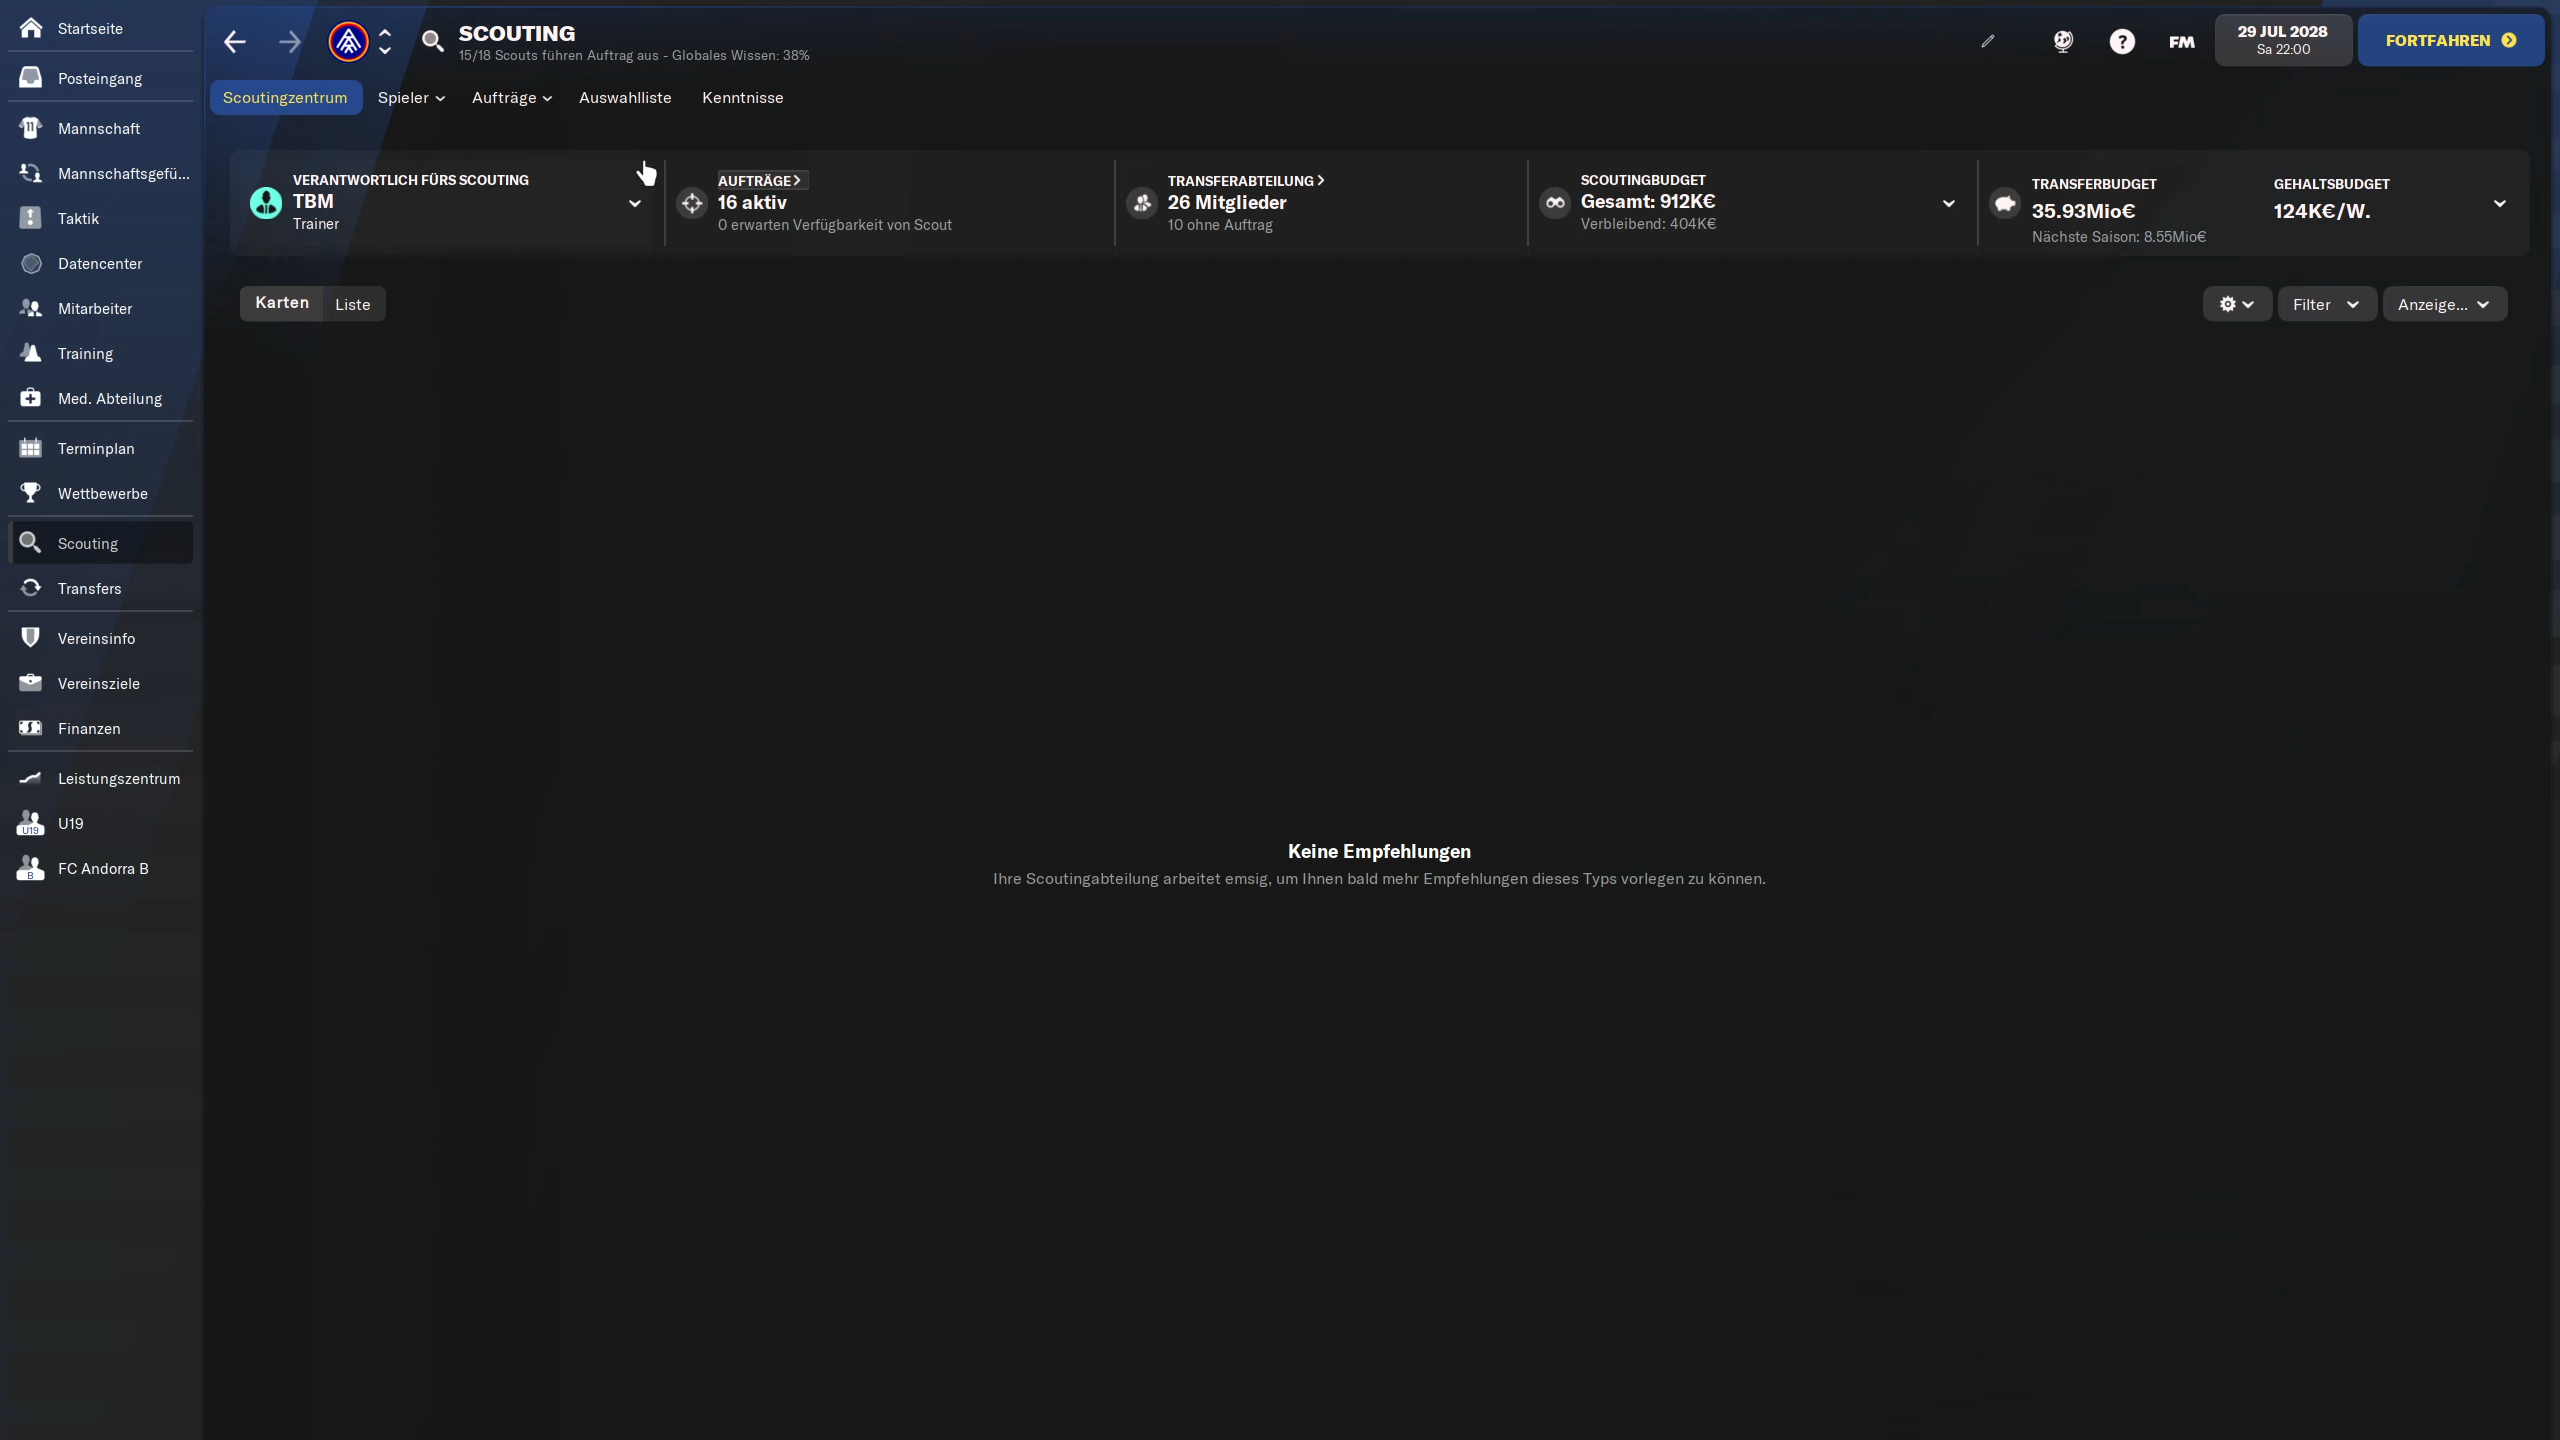 Startseite
Posteingang
Mannschaft
Mannschaftsgefü...
Taktik
Datencenter
Mitarbeiter
Training
Med. Abteilung
Terminplan
Wettbewerbe
Scouting
Transfers
Vereinsinfo
Vereinsziele
Finanzen
Leistungszentrum
U19
U19
B
FC Andorra B
SCOUTING
15/18 Scouts führen Auftrag aus - Globales Wissen: 38%
?
FM
29 JUL 2028
Sa 22:00
FORTFAHREN
Scoutingzentrum
Spieler
Aufträge
Auswahlliste
Kenntnisse
VERANTWORTLICH FÜRS SCOUTING
TBM
Trainer
AUFTRÄGE
16 aktiv
0 erwarten Verfügbarkeit von Scout
TRANSFERABTEILUNG
26 Mitglieder
10 ohne Auftrag
SCOUTINGBUDGET
Gesamt: 912K€
Verbleibend: 404K€
TRANSFERBUDGET
35.93Mio€
Nächste Saison: 8.55Mio€
GEHALTSBUDGET
124K€/W.
Karten
Liste
Filter
Anzeige...
Keine Empfehlungen
Ihre Scoutingabteilung arbeitet emsig, um Ihnen bald mehr Empfehlungen dieses Typs vorlegen zu können.